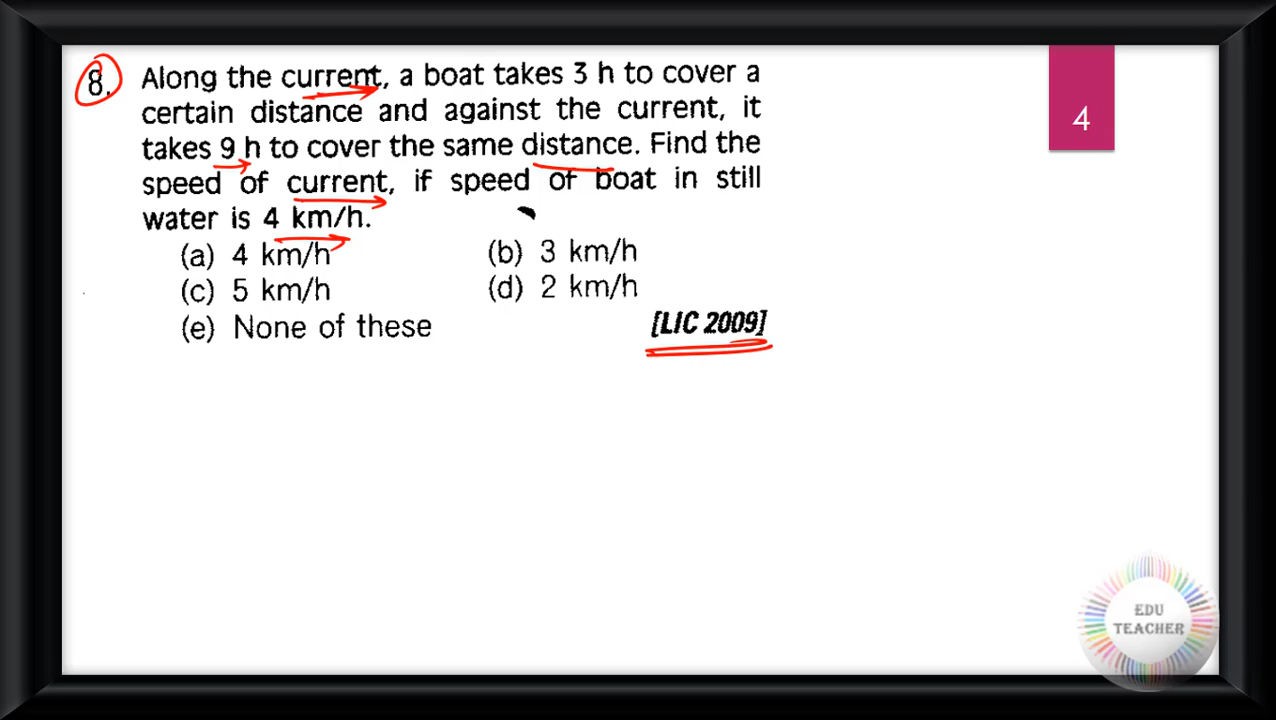 8. Along the current, a boat takes 3 h to cover a
certain distance and against the current, it
takes 9 h to cover the same distance. Find the
speed of current, if speed of boat in still
water is 4 km/h.
(a) 4 km/h (b) 3 km/h
(c) 5 km/h (d) 2 km/h
(e) None of these [LIC 2009]
4
EDU
TEACHER